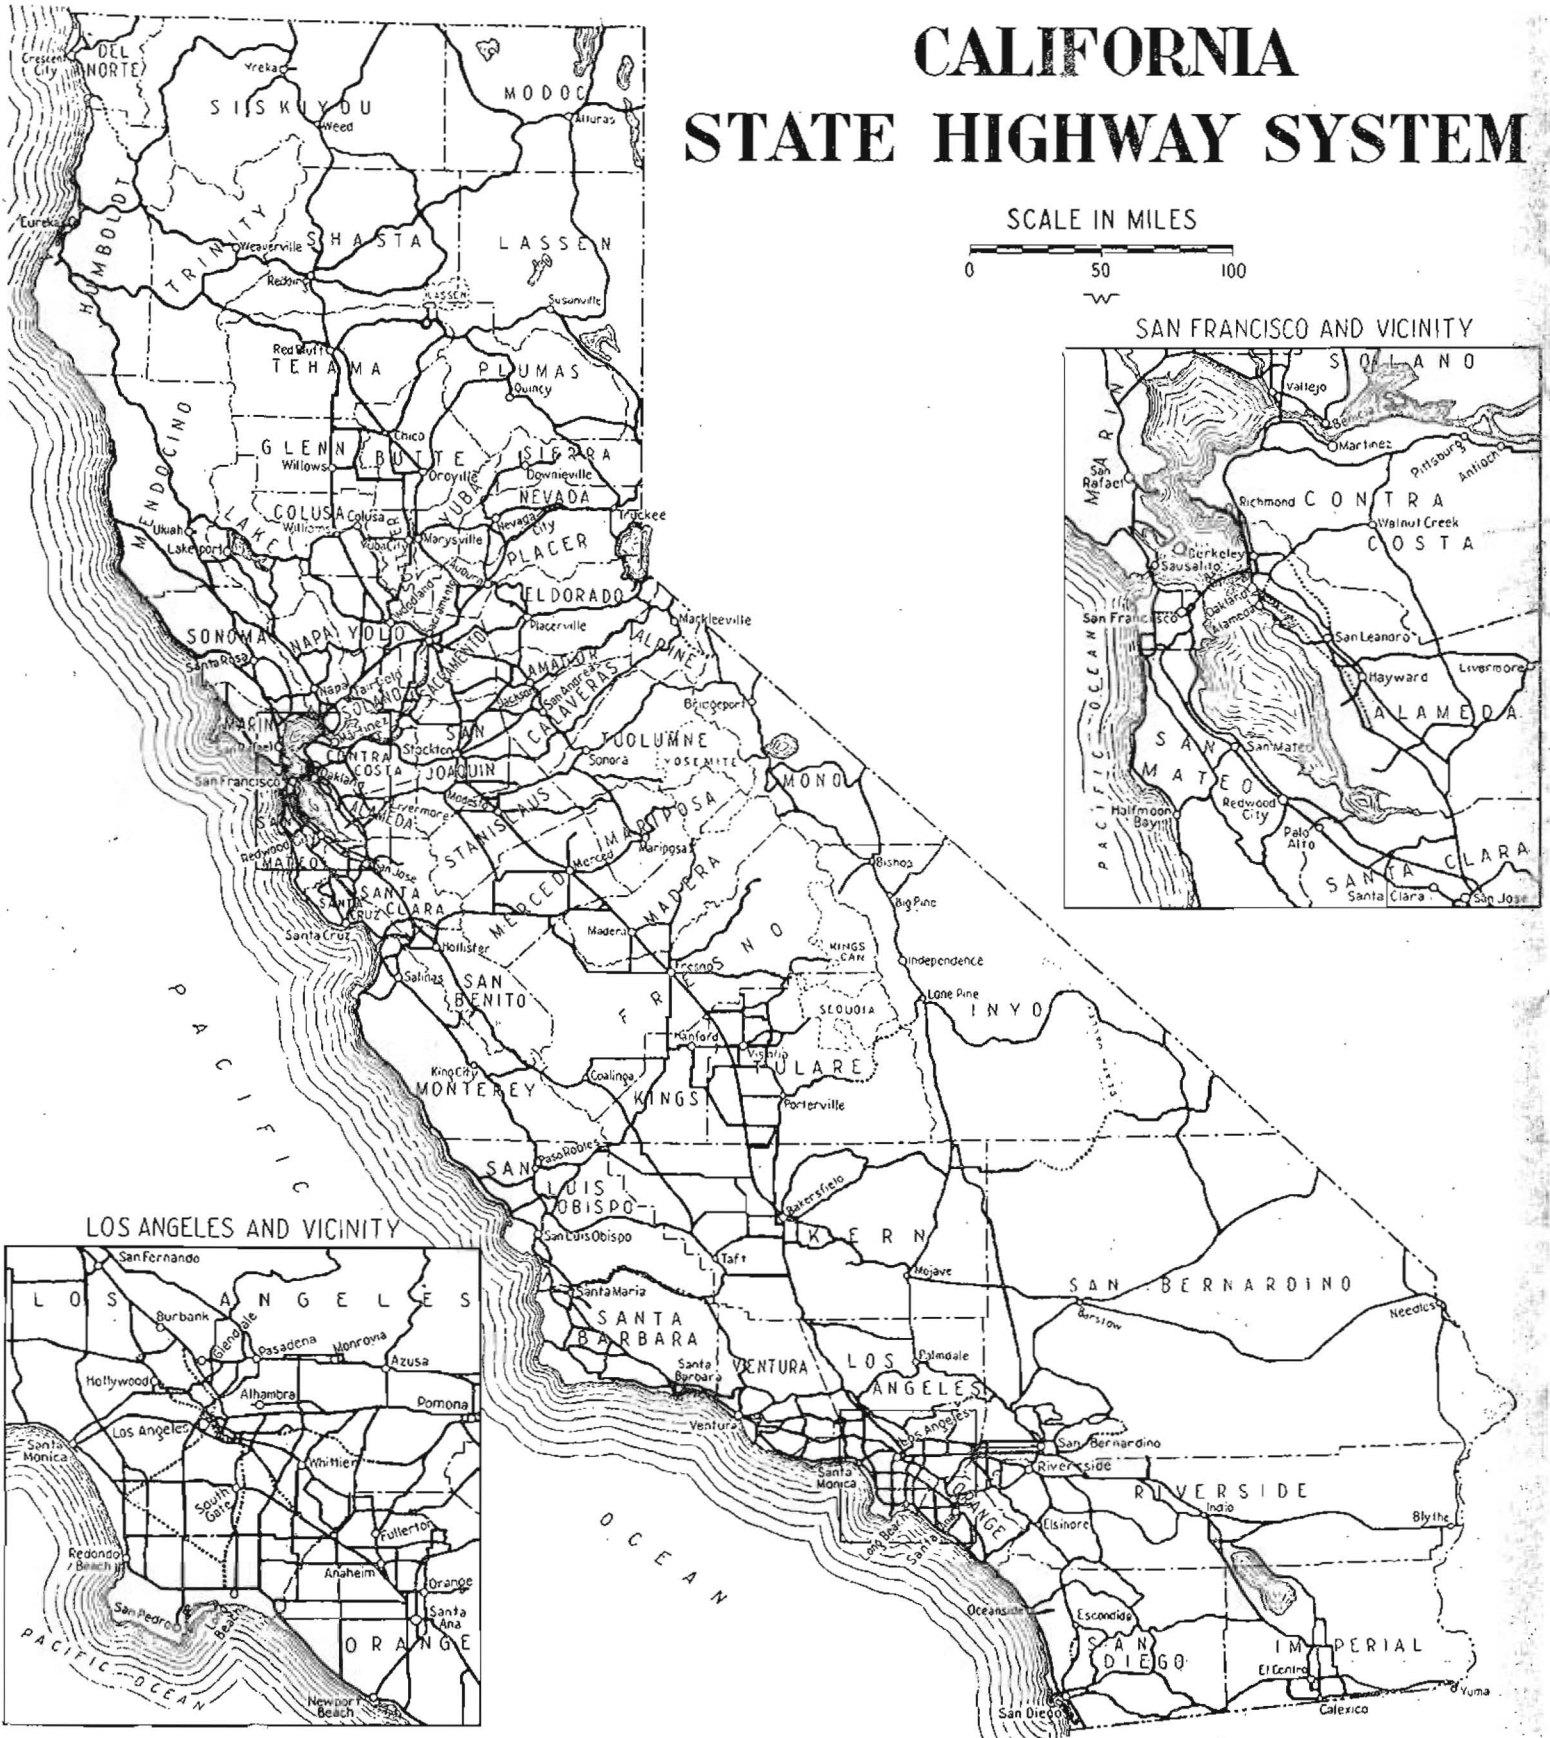 CALIFORNIA
STATE HIGHWAY SYSTEM
SCALE IN MILES
0 50 100
SAN FRANCISCO AND VICINITY
SOLANO
Vallejo
Benicia
Martinez
Pittsburg
Antioch
MARIN
San
Rafael
Richmond
CONTRA
COSTA
Walnut Creek
Berkeley
Sausalito
Oakland
Alameda
San Francisco
San Leandro
Livermore
Hayward
ALAMEDA
PACIFIC OCEAN
SAN
MATEO
San Mateo
Halfmoon
Bay
Redwood
City
Palo
Alto
SANTA CLARA
Santa Clara
San Jose
Crescent
City
DEL
NORTE
Yreka
SISKIYOU
Weed
MODOC
Alturas
Eureka
HUMBOLDT
TRINITY
Weaverville
SHASTA
LASSEN
Redding
LASSEN
Susanville
Red Bluff
TEHAMA
PLUMAS
Quincy
MENDOCINO
GLENN
Willows
Chico
BUTTE
Oroville
SIERRA
Downieville
YUBA
NEVADA
Nevada
City
Truckee
COLUSA
Colusa
Williams
LAKE
Ukiah
Lakeport
SUTTER
Yuba City
Marysville
PLACER
Auburn
Woodland
Sacramento
ELDORADO
Placerville
Markleeville
ALPINE
SONOMA
NAPA
YOLO
Santa Rosa
Napa
Fairfield
SOLANO
SACRAMENTO
AMADOR
Jackson
San Andreas
CALAVERAS
Bridgeport
MARIN
San Rafael
Martinez
CONTRA
COSTA
SAN
JOAQUIN
Stockton
TUOLUMNE
Sonora
YOSEMITE
MONO
San Francisco
Oakland
ALAMEDA
Livermore
Modesto
STANISLAUS
MARIPOSA
Mariposa
SAN
MATEO
Redwood City
San Jose
SANTA
CLARA
SANTA
CRUZ
Santa Cruz
MERCED
Merced
MADERA
Madera
Bishop
Big Pine
Hollister
Salinas
SAN
BENITO
FRESNO
Fresno
KINGS
CAN
Independence
SEQUOIA
Lone Pine
INYO
Hanford
Visalia
TULARE
King City
MONTEREY
Coalinga
KINGS
Porterville
PACIFIC
OCEAN
SAN
LUIS
OBISPO
Paso Robles
Bakersfield
KERN
San Luis Obispo
Taft
Mojave
SAN BERNARDINO
Barstow
Needles
Santa Maria
SANTA
BARBARA
Santa
Barbara
VENTURA
Ventura
LOS
ANGELES
Palmdale
Los Angeles
San Bernardino
Riverside
Santa
Monica
Long Beach
Santa Ana
ORANGE
RIVERSIDE
Indio
Blythe
Elsinore
Oceanside
Escondido
SAN
DIEGO
San Diego
IMPERIAL
El Centro
Calexico
Yuma
LOS ANGELES AND VICINITY
San Fernando
LOS ANGELES
Burbank
Glendale
Pasadena
Monrovia
Azusa
Hollywood
Alhambra
Pomona
Los Angeles
Santa
Monica
Whittier
South
Gate
Fullerton
Redondo
Beach
Anaheim
Orange
San Pedro
Long
Beach
Santa
Ana
ORANGE
PACIFIC OCEAN
Newport
Beach